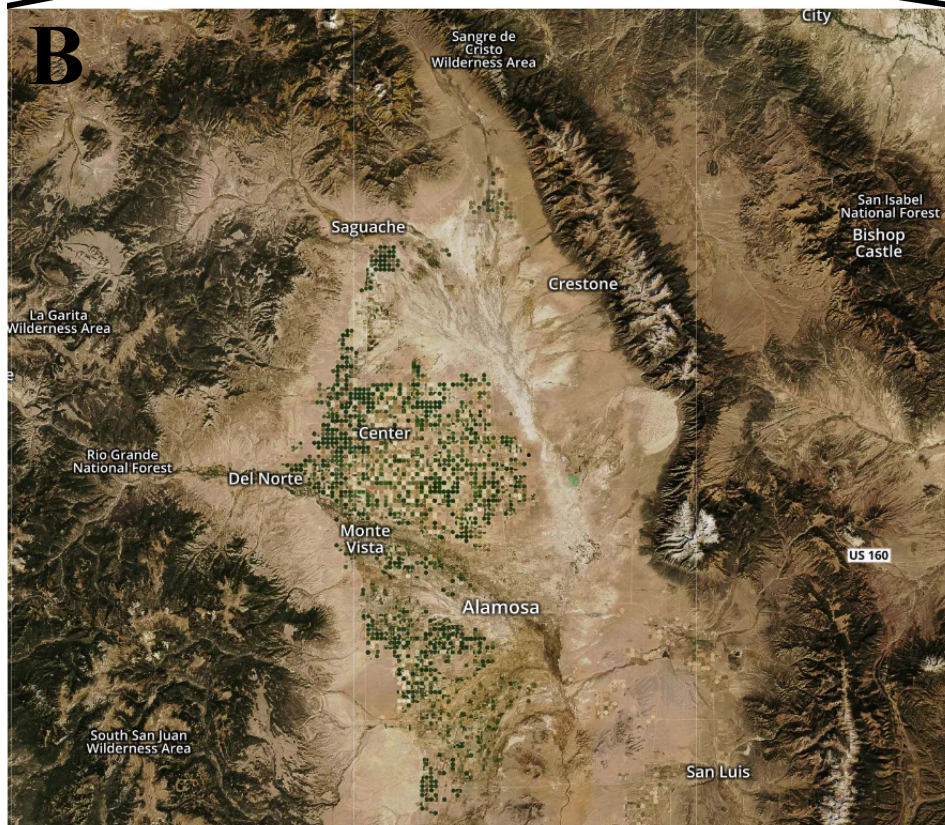 B
City
Sangre de
Cristo
Wilderness Area
San Isabel
National Forest
Bishop
Castle
Saguache
Crestone
La Garita
Wilderness Area
e
Center
Rio Grande
National Forest
Del Norte
Monte
Vista
US 160
Alamosa
South San Juan
Wilderness Area
San Luis